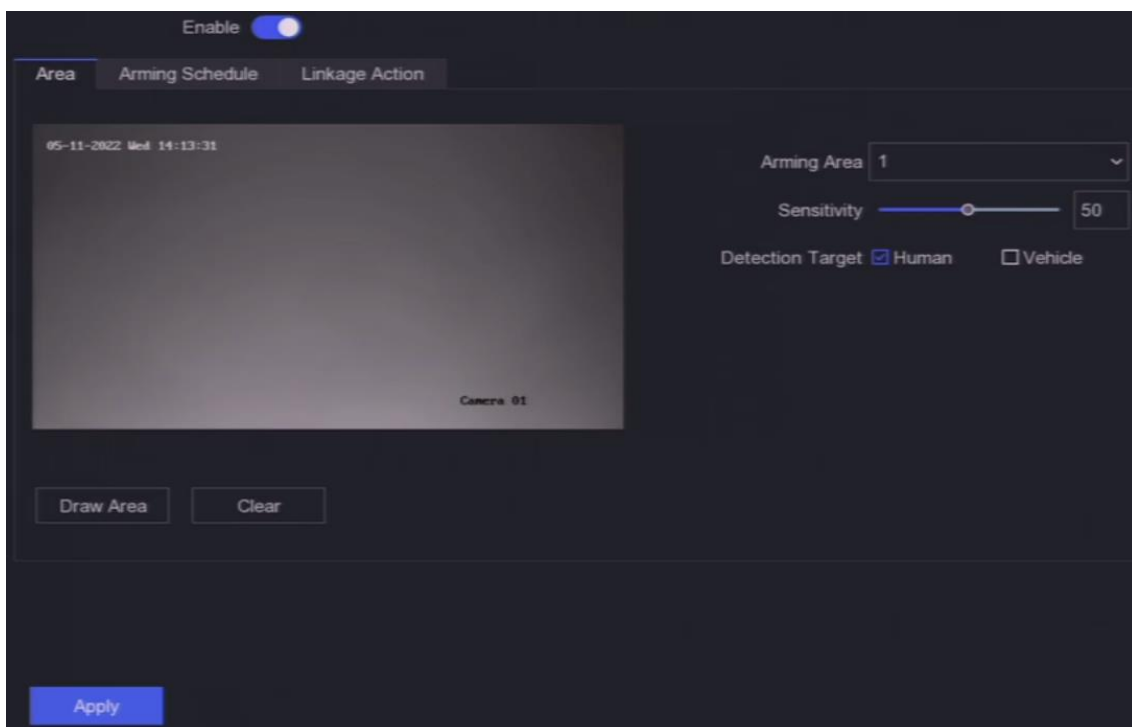 Enable
Area Arming Schedule Linkage Action
05-11-2022 Wed 14:13:31
Arming Area 1
Sensitivity 50
Detection Target Human Vehicle
Camera 01
Draw Area Clear
Apply